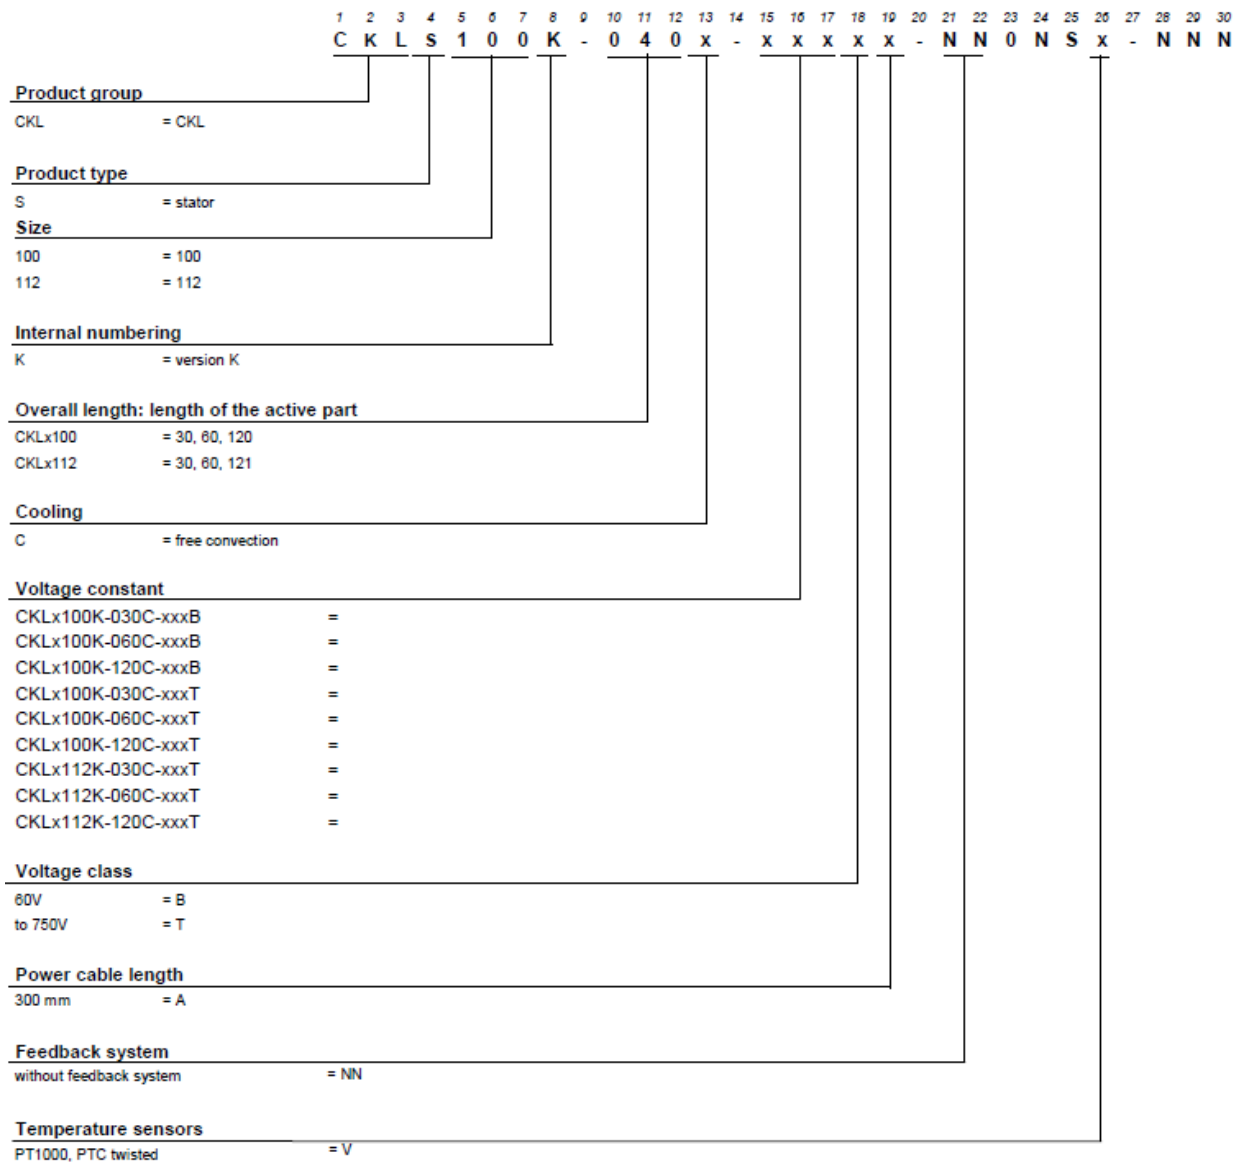 1 2 3 4 5 6 7 8 9 10 11 12 13 14 15 16 17 18 19 20 21 22 23 24 25 26 27 28 29 30
C K L S 1 0 0 K - 0 4 0 x - x x x x x - N N 0 N S x - N N N
Product group
CKL = CKL
Product type
S = stator
Size
100 = 100
112 = 112
Internal numbering
K = version K
Overall length: length of the active part
CKLx100 = 30, 60, 120
CKLx112 = 30, 60, 121
Cooling
C = free convection
Voltage constant
CKLx100K-030C-xxxB =
CKLx100K-060C-xxxB =
CKLx100K-120C-xxxB =
CKLx100K-030C-xxxT =
CKLx100K-060C-xxxT =
CKLx100K-120C-xxxT =
CKLx112K-030C-xxxT =
CKLx112K-060C-xxxT =
CKLx112K-120C-xxxT =
Voltage class
60V = B
to 750V = T
Power cable length
300 mm = A
Feedback system
without feedback system = NN
Temperature sensors
PT1000, PTC twisted = V